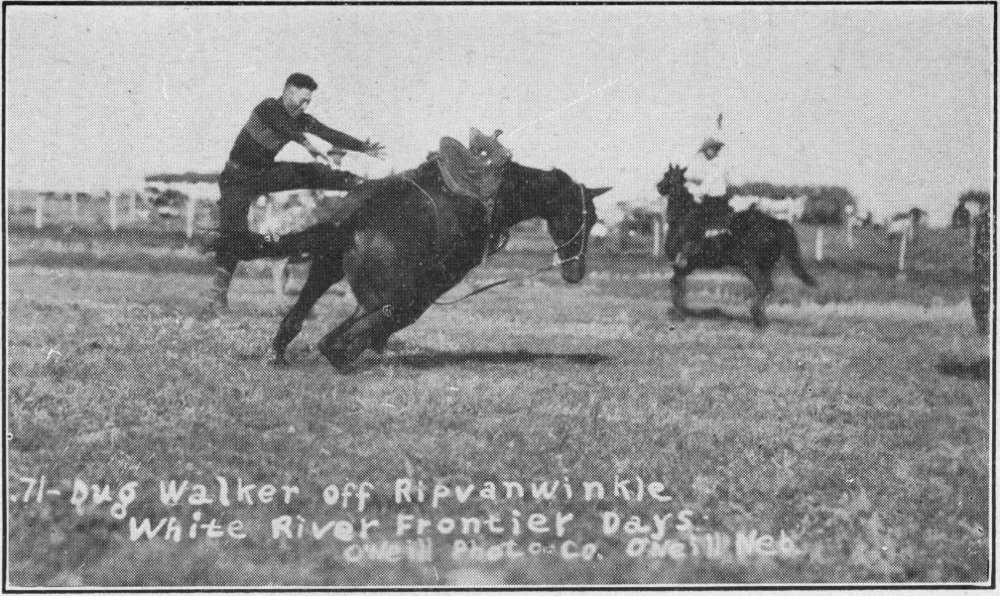 .71- Dug Walker off Ripvanwinkle
White River Frontier Days.
O'Neill Photo Co. O'Neill Neb.